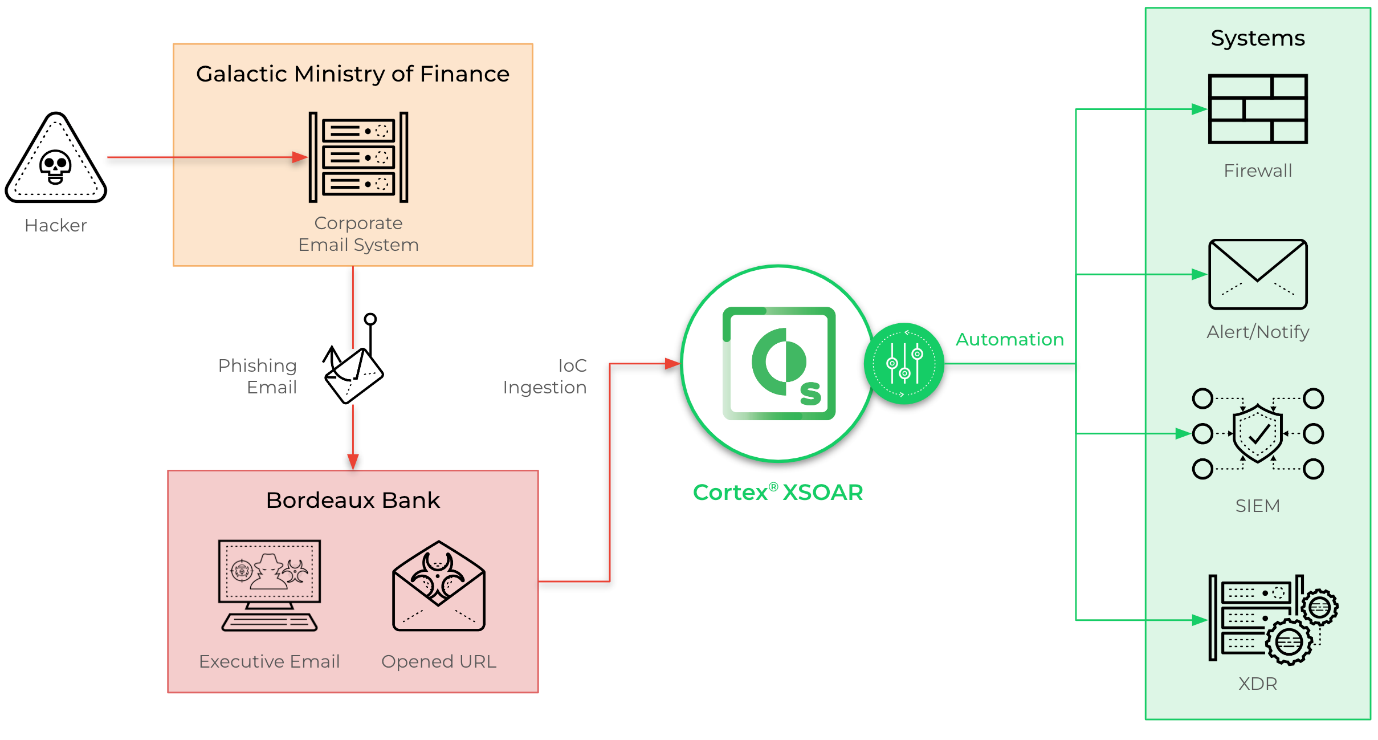 Systems
Galactic Ministry of Finance
Hacker
Corporate
Email System
Firewall
Phishing
Email
IoC
Ingestion
S
Automation
Alert/Notify
Cortex® XSOAR
Bordeaux Bank
SIEM
Executive Email
Opened URL
XDR